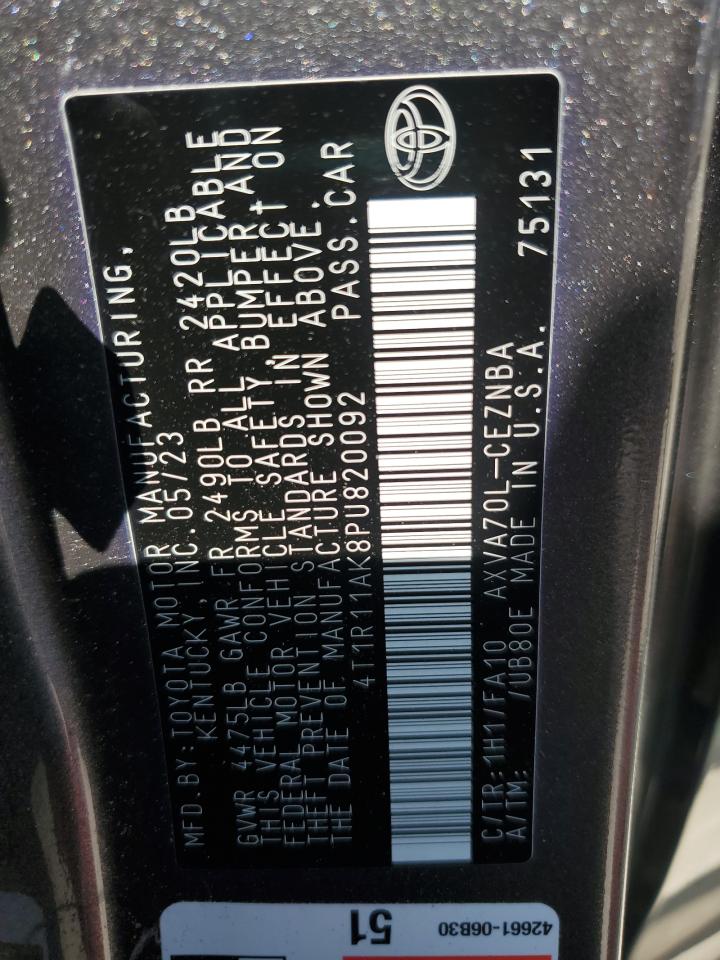 MFD.BY:TOYOTA MOTOR MANUFACTURING,
KENTUCKY, INC.05/23
GVWR 4475LB GAWR FR 2490LB RR 2420LB
THIS VEHICLE CONFORMS TO ALL APPLICABLE
FEDERAL MOTOR VEHICLE SAFETY, BUMPER, AND
THEFT PREVENTION STANDARDS IN EFFECT ON
THE DATE OF MANUFACTURE SHOWN ABOVE.
4T1R11AK8PU820092 PASS.CAR
C/TR:1H1/FA10 AXVA70L-CEZNBA
A/TM: /UB80E MADE IN U.S.A. 75131
51
42661-06B30